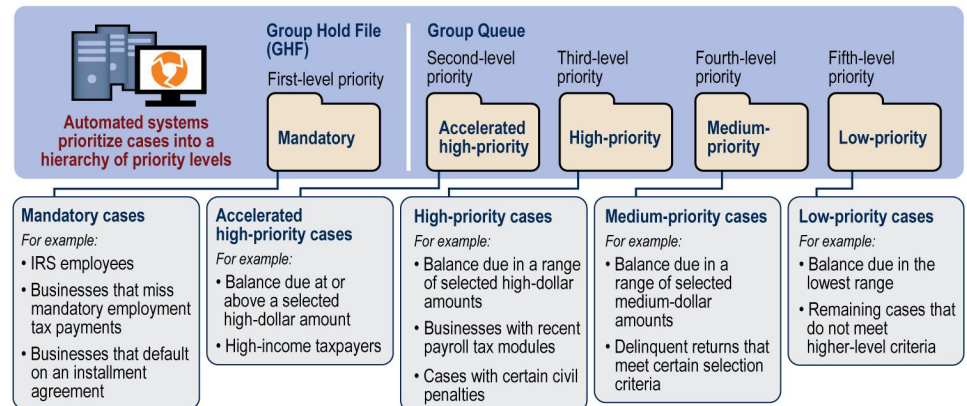 Automated systems
prioritize cases into a
hierarchy of priority levels
Group Hold File
(GHF)
First-level priority
Mandatory
Group Queue
Second-level
priority
Accelerated
high-priority
Third-level
priority
High-priority
Fourth-level
priority
Medium-
priority
Fifth-level
priority
Low-priority
Mandatory cases
For example:
• IRS employees
• Businesses that miss
mandatory employment
tax payments
• Businesses that default
on an installment
agreement
Accelerated
high-priority cases
For example:
• Balance due at or
above a selected
high-dollar amount
• High-income taxpayers
High-priority cases
For example:
• Balance due in a range
of selected high-dollar
amounts
• Businesses with recent
payroll tax modules
• Cases with certain civil
penalties
Medium-priority cases
For example:
• Balance due in a
range of selected
medium-dollar
amounts
• Delinquent returns that
meet certain selection
criteria
Low-priority cases
For example:
• Balance due in the
lowest range
• Remaining cases that
do not meet
higher-level criteria